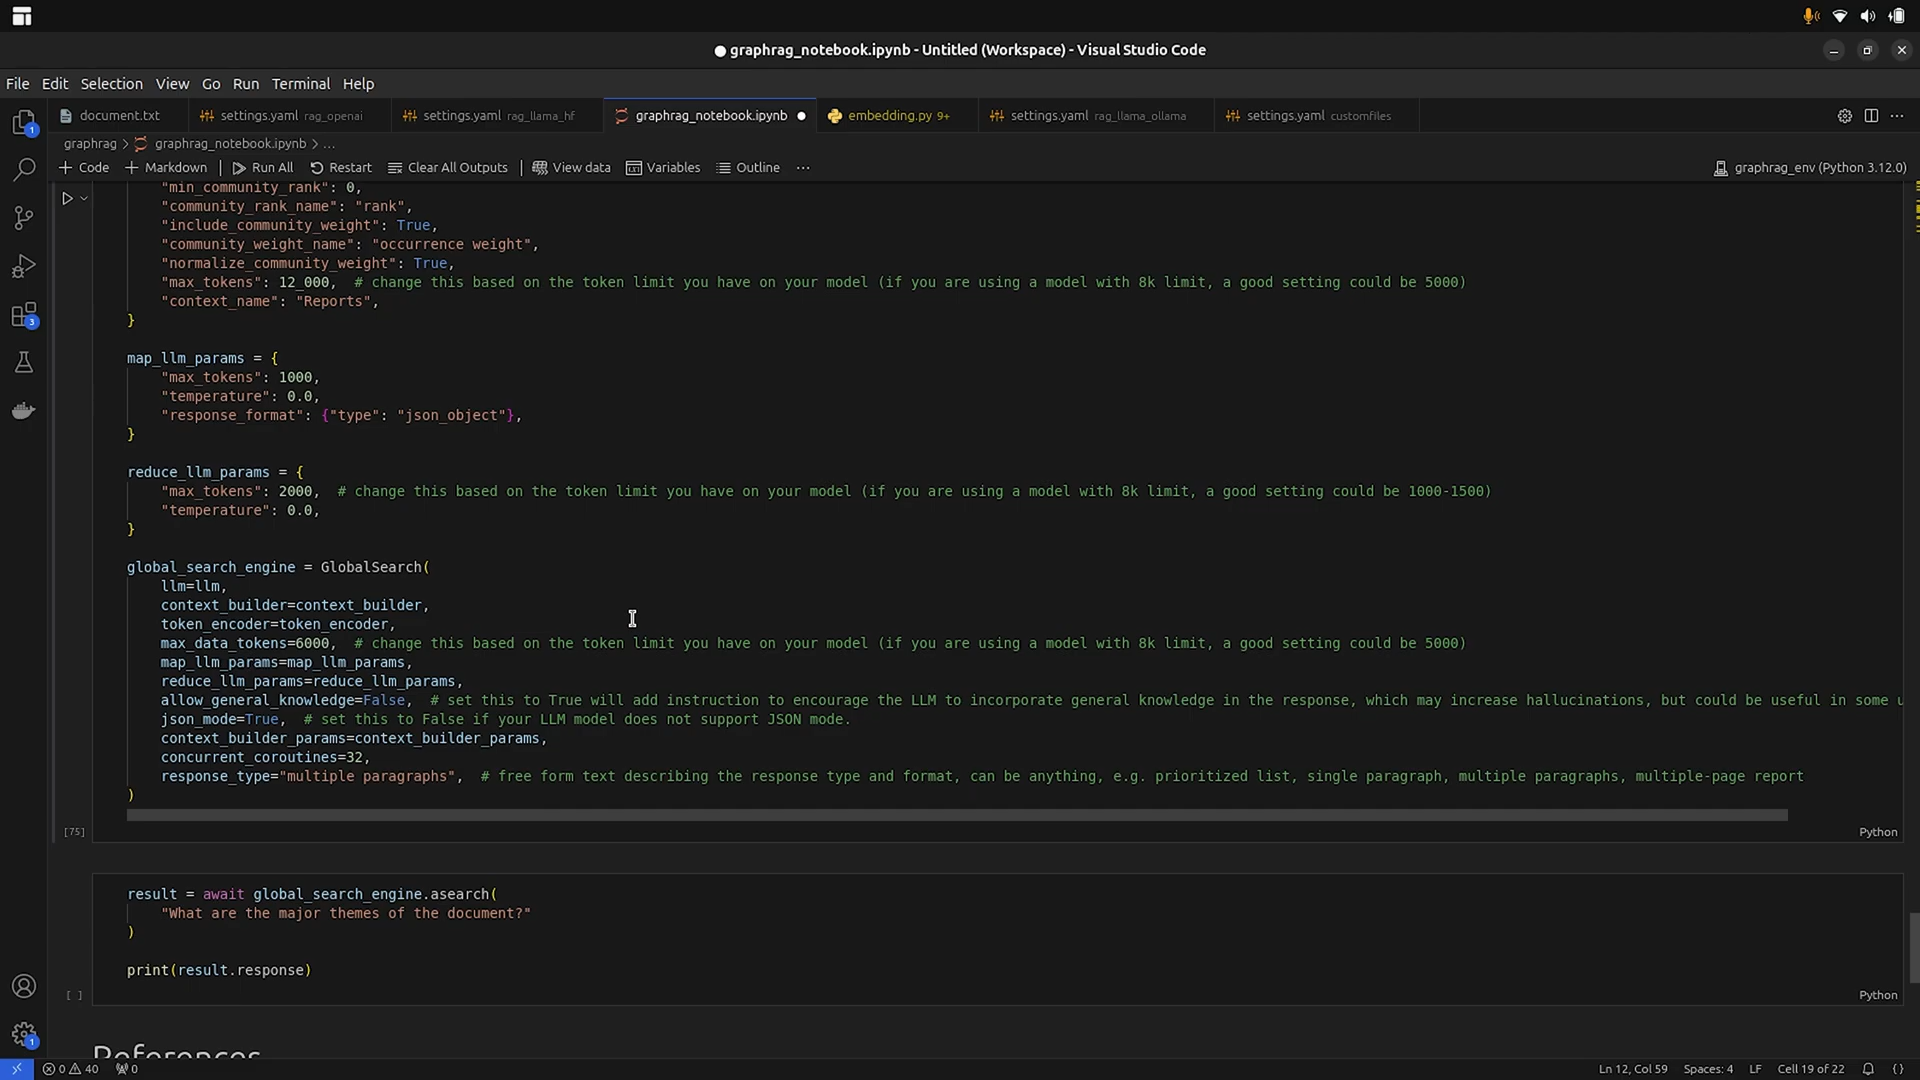 graphrag_notebook.ipynb - Untitled (Workspace) - Visual Studio Code
File Edit Selection View Go Run Terminal Help
document.txt settings.yaml rag_openai settings.yaml rag_llama_hf graphrag_notebook.ipynb embedding.py 9+ settings.yaml rag_llama_ollama settings.yaml customfiles
graphrag > graphrag_notebook.ipynb > ...
+ Code + Markdown Run All Restart Clear All Outputs View data Variables Outline ... graphrag_env (Python 3.12.0)
"min_community_rank": 0,
"community_rank_name": "rank",
"include_community_weight": True,
"community_weight_name": "occurrence weight",
"normalize_community_weight": True,
"max_tokens": 12_000,  # change this based on the token limit you have on your model (if you are using a model with 8k limit, a good setting could be 5000)
"context_name": "Reports",
}
map_llm_params = {
"max_tokens": 1000,
"temperature": 0.0,
"response_format": {"type": "json_object"},
}
reduce_llm_params = {
"max_tokens": 2000,  # change this based on the token limit you have on your model (if you are using a model with 8k limit, a good setting could be 1000-1500)
"temperature": 0.0,
}
global_search_engine = GlobalSearch(
llm=llm,
context_builder=context_builder,
token_encoder=token_encoder,
max_data_tokens=6000,  # change this based on the token limit you have on your model (if you are using a model with 8k limit, a good setting could be 5000)
map_llm_params=map_llm_params,
reduce_llm_params=reduce_llm_params,
allow_general_knowledge=False,  # set this to True will add instruction to encourage the LLM to incorporate general knowledge in the response, which may increase hallucinations, but could be useful in some u
json_mode=True,  # set this to False if your LLM model does not support JSON mode.
context_builder_params=context_builder_params,
concurrent_coroutines=32,
response_type="multiple paragraphs",  # free form text describing the response type and format, can be anything, e.g. prioritized list, single paragraph, multiple paragraphs, multiple-page report
)
[75] Python
result = await global_search_engine.asearch(
"What are the major themes of the document?"
)
print(result.response)
[ ] Python
References
0 40 0 Ln 12, Col 59 Spaces: 4 LF Cell 19 of 22 {}
1
3
1